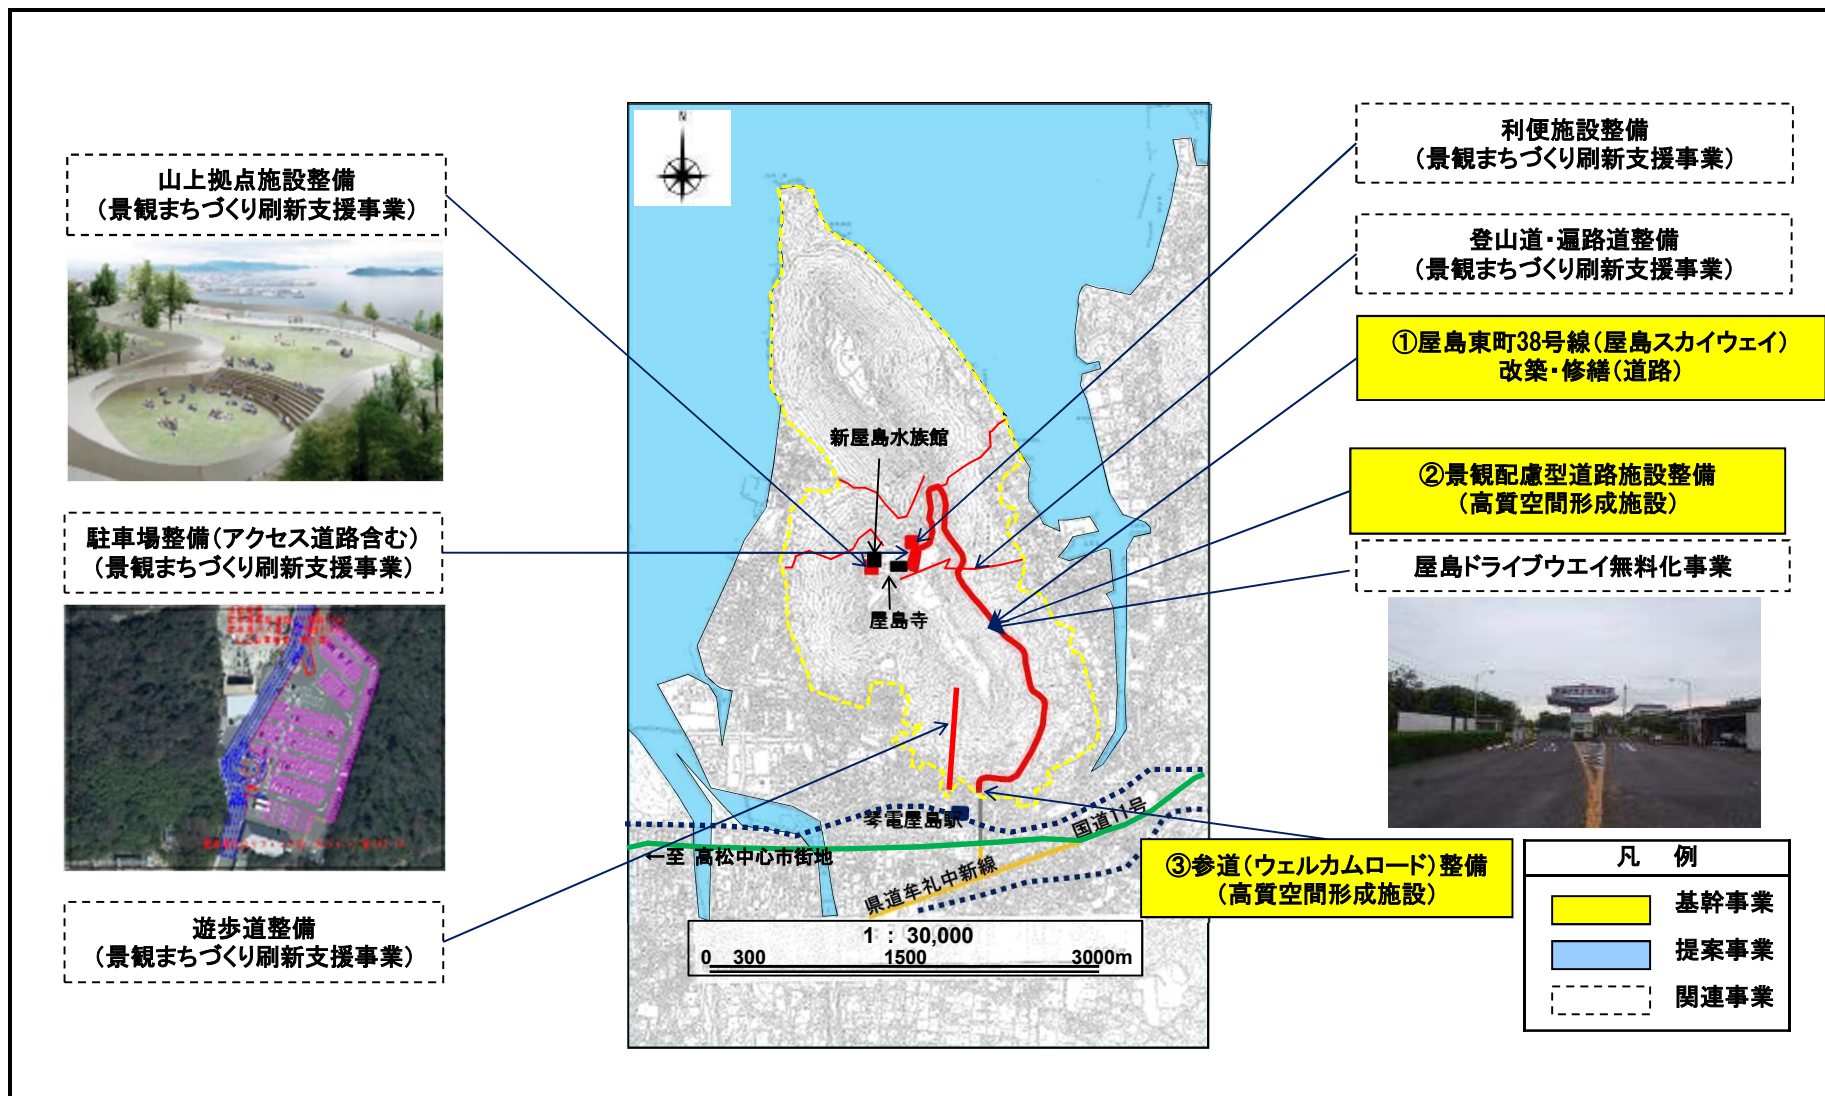 山上拠点施設整備
(景観まちづくり刷新支援事業)
駐車場整備(アクセス道路含む)
(景観まちづくり刷新支援事業)
遊歩道整備
(景観まちづくり刷新支援事業)
N
新屋島水族館
屋島寺
琴電屋島駅
国道11号
←至 高松中心市街地
県道牟礼中新線
1 : 30,000
0 300 1500 3000m
利便施設整備
(景観まちづくり刷新支援事業)
登山道・遍路道整備
(景観まちづくり刷新支援事業)
①屋島東町38号線(屋島スカイウェイ)
改築・修繕(道路)
②景観配慮型道路施設整備
(高質空間形成施設)
屋島ドライブウエイ無料化事業
③参道(ウェルカムロード)整備
(高質空間形成施設)
凡 例
基幹事業
提案事業
関連事業